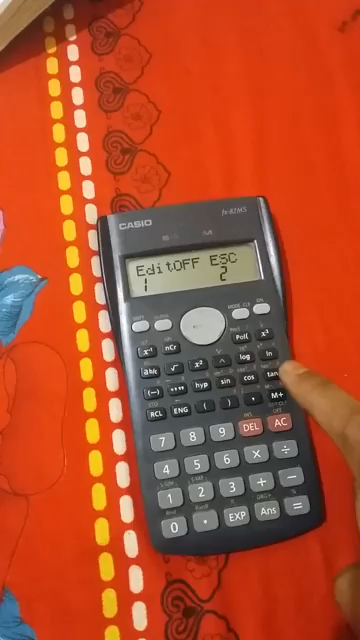 CASIO
fx-82MS
S
M
EditOFF ESC
1 2
SHIFT ALPHA MODE CLR ON
x⁻¹ nCr Pol( x³
ab/c √ x² ^ log ln
(−) °'" hyp sin cos tan
RCL ENG ( ) , M+
7 8 9 DEL AC
4 5 6 × ÷
1 2 3 + −
0 · EXP Ans =